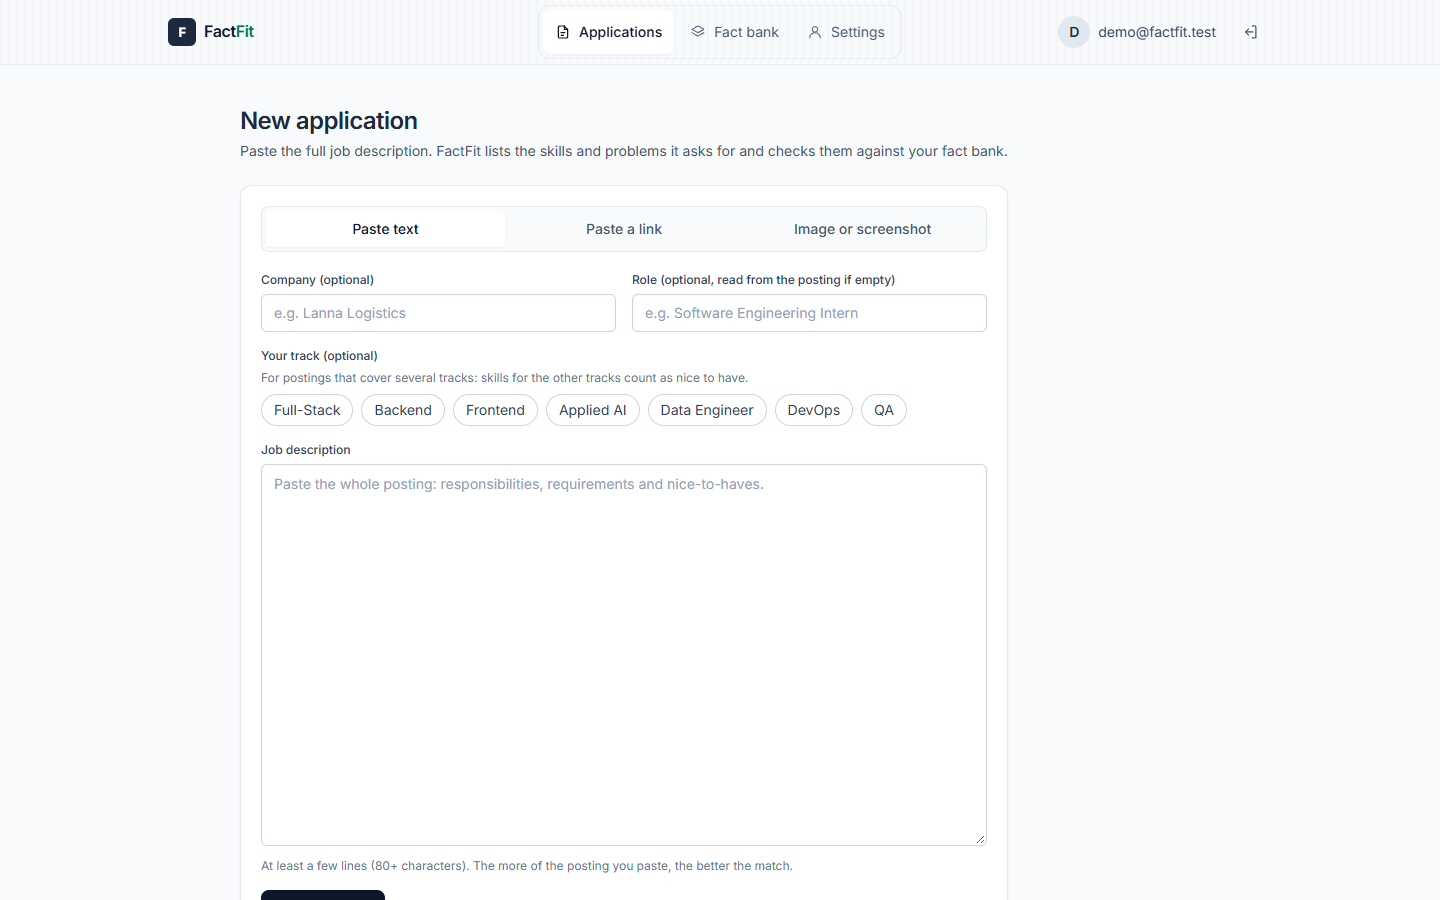 F FactFit
Applications
Fact bank
Settings
D demo@factfit.test
New application
Paste the full job description. FactFit lists the skills and problems it asks for and checks them against your fact bank.
Paste text
Paste a link
Image or screenshot
Company (optional)
Role (optional, read from the posting if empty)
e.g. Lanna Logistics
e.g. Software Engineering Intern
Your track (optional)
For postings that cover several tracks: skills for the other tracks count as nice to have.
Full-Stack
Backend
Frontend
Applied AI
Data Engineer
DevOps
QA
Job description
Paste the whole posting: responsibilities, requirements and nice-to-haves.
At least a few lines (80+ characters). The more of the posting you paste, the better the match.